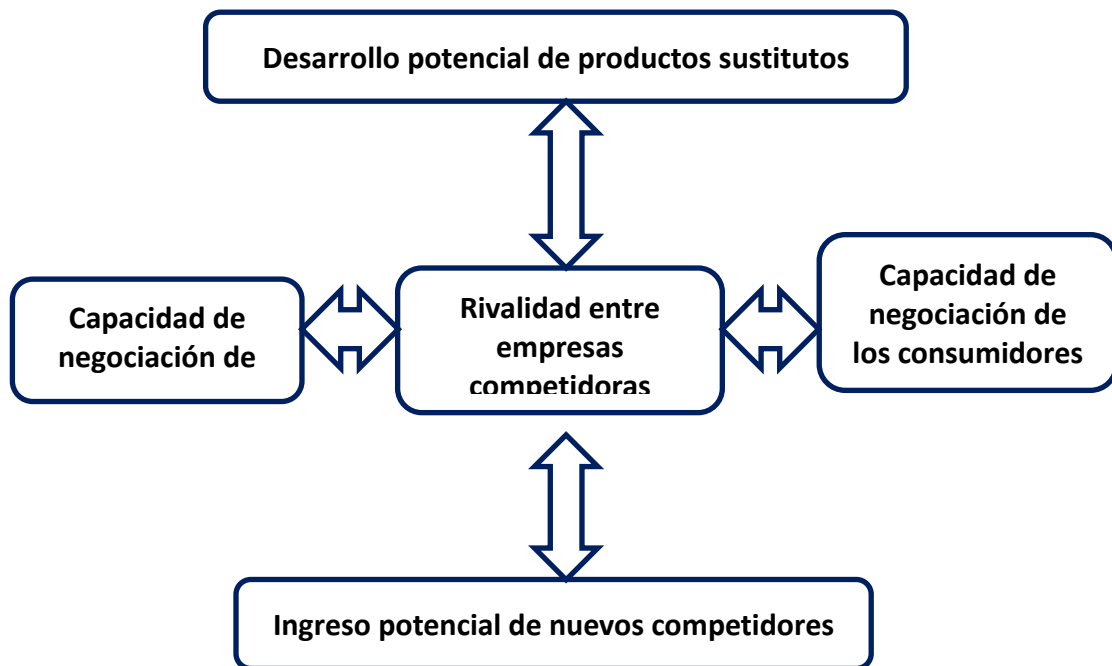 Desarrollo potencial de productos sustitutos
Capacidad de
negociación de
Rivalidad entre
empresas
competidoras
Capacidad de
negociación de
los consumidores
Ingreso potencial de nuevos competidores